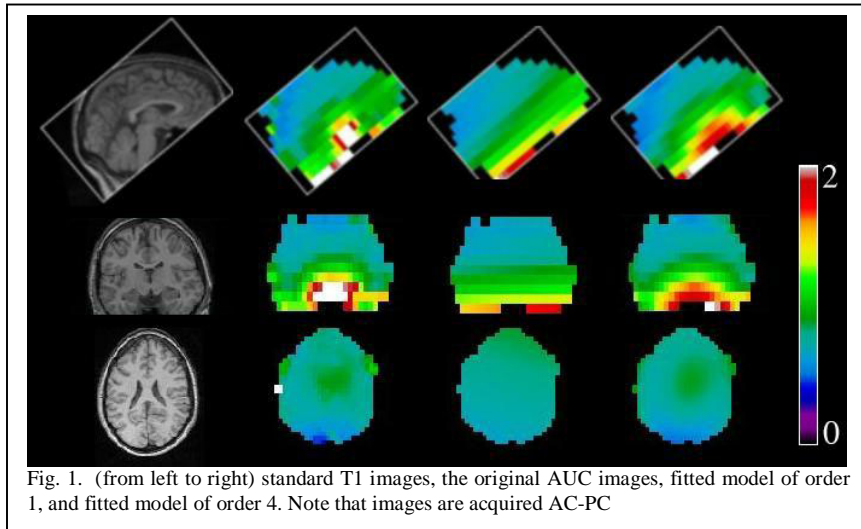 2
0
Fig. 1. (from left to right) standard T1 images, the original AUC images, fitted model of order
1, and fitted model of order 4. Note that images are acquired AC-PC